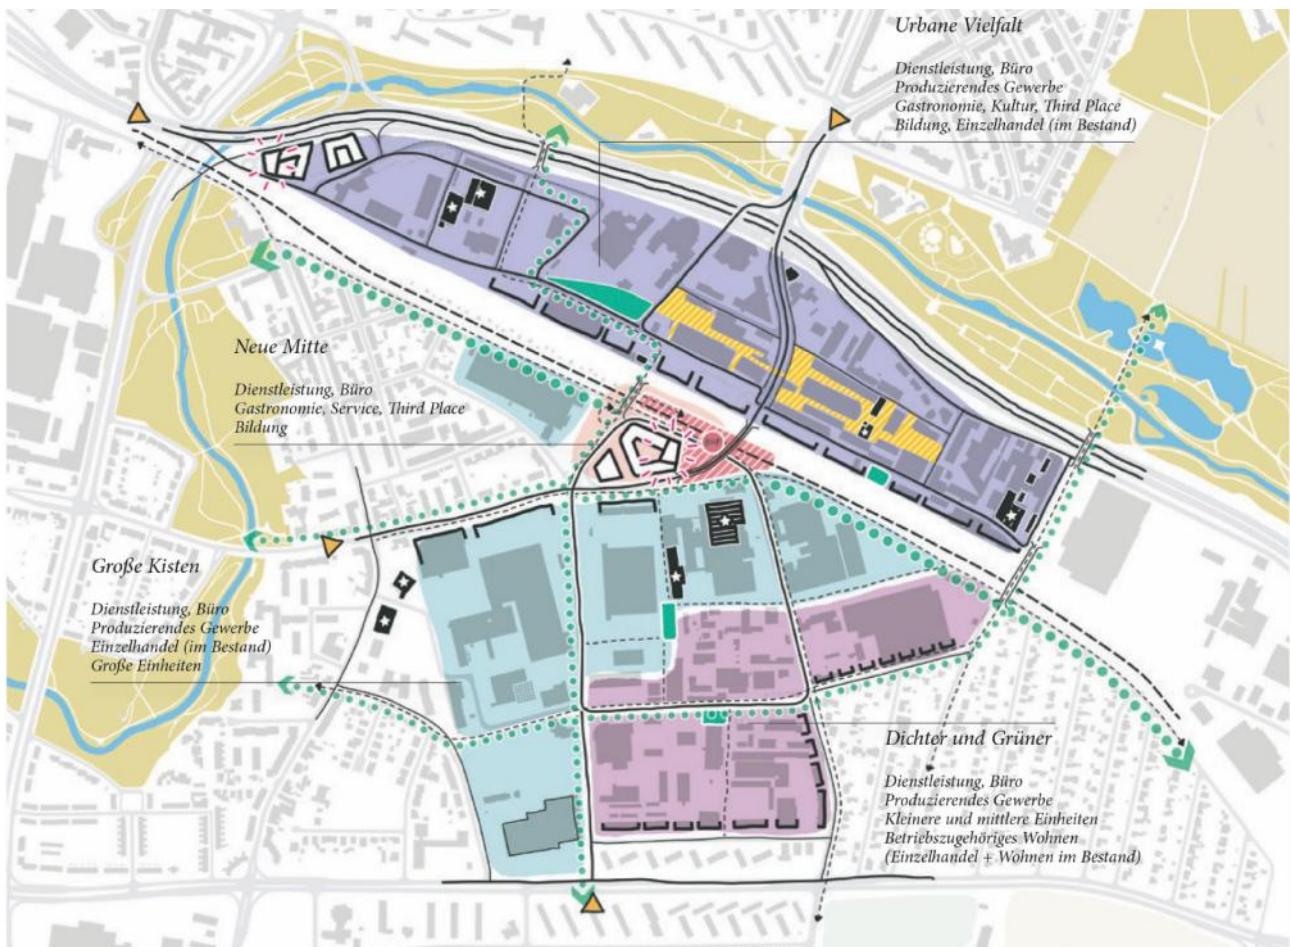 Urbane Vielfalt
Dienstleistung, Büro
Produzierendes Gewerbe
Gastronomie, Kultur, Third Place
Bildung, Einzelhandel (im Bestand)
Neue Mitte
Dienstleistung, Büro
Gastronomie, Service, Third Place
Bildung
Große Kisten
Dienstleistung, Büro
Produzierendes Gewerbe
Einzelhandel (im Bestand)
Große Einheiten
Dichter und Grüner
Dienstleistung, Büro
Produzierendes Gewerbe
Kleinere und mittlere Einheiten
Betriebszugehöriges Wohnen
(Einzelhandel + Wohnen im Bestand)